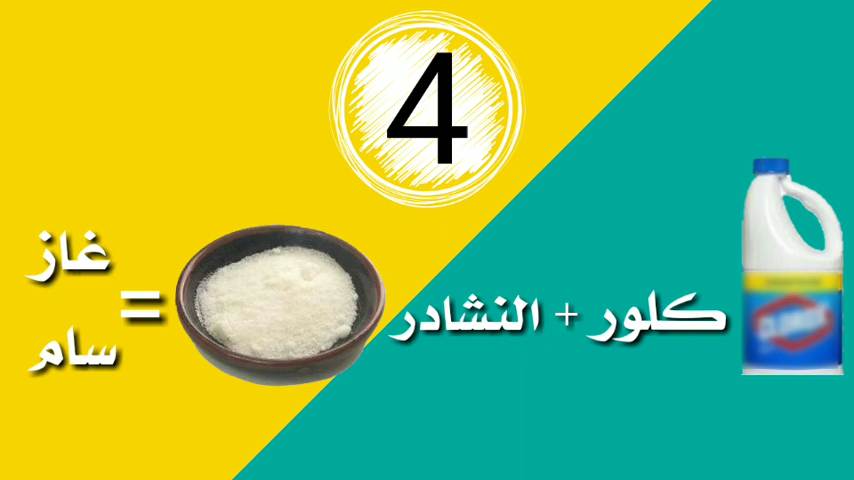 4
كلور + النشادر =
غاز
سام